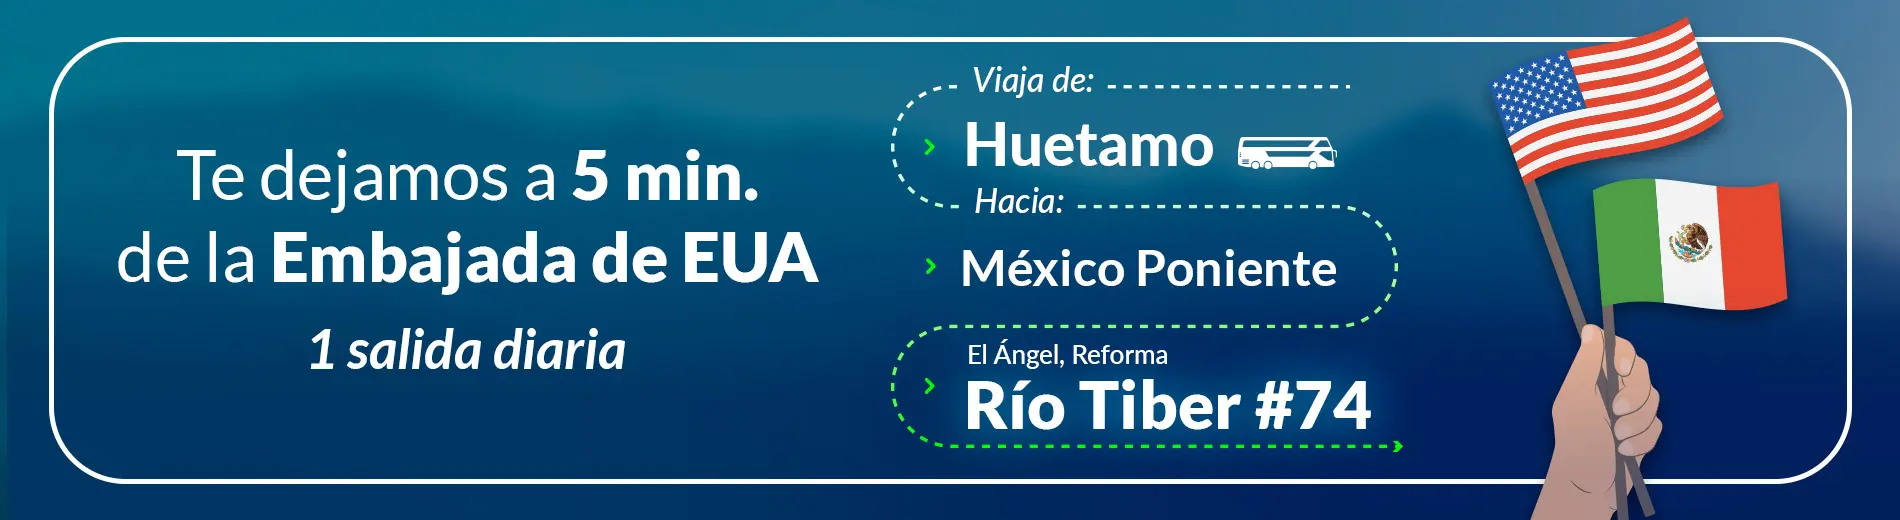 Te dejamos a 5 min.
de la Embajada de EUA
1 salida diaria
Viaja de:
Huetamo
Hacia:
México Poniente
El Ángel, Reforma
Río Tiber #74